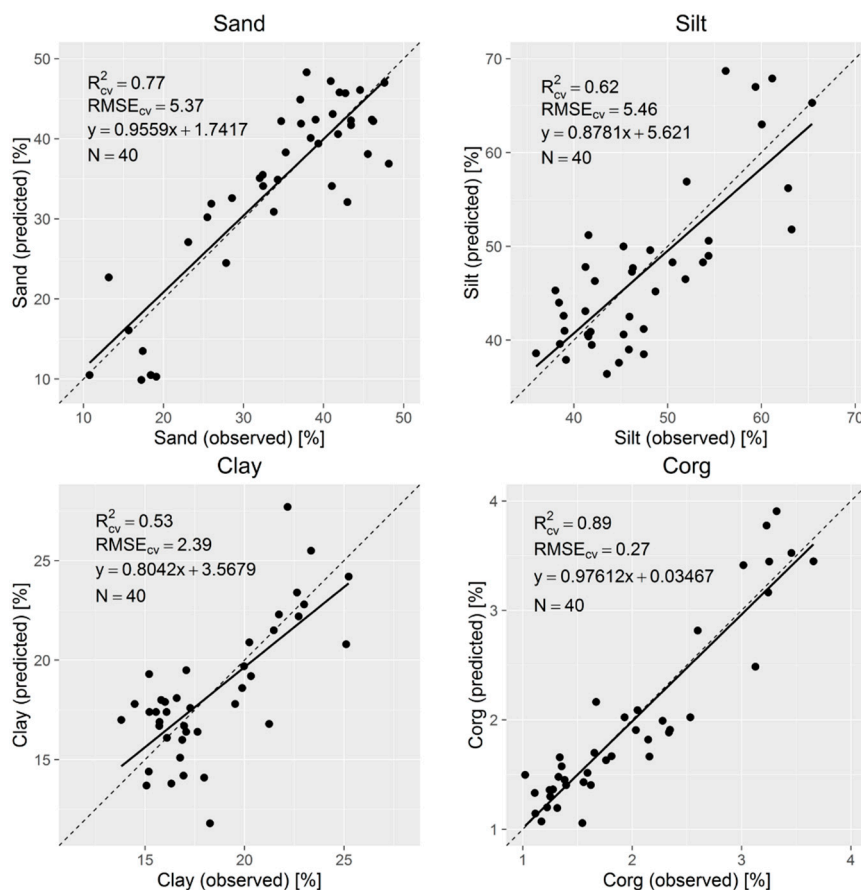 Sand
R²cv = 0.77
RMSEcv = 5.37
y = 0.9559x + 1.7417
N = 40
50
40
30
20
10
Sand (predicted) [%]
10 20 30 40 50
Sand (observed) [%]
Silt
R²cv = 0.62
RMSEcv = 5.46
y = 0.8781x + 5.621
N = 40
70
60
50
40
Silt (predicted) [%]
40 50 60 70
Silt (observed) [%]
Clay
R²cv = 0.53
RMSEcv = 2.39
y = 0.8042x + 3.5679
N = 40
25
20
15
Clay (predicted) [%]
15 20 25
Clay (observed) [%]
Corg
R²cv = 0.89
RMSEcv = 0.27
y = 0.97612x + 0.03467
N = 40
4
3
2
1
Corg (predicted) [%]
1 2 3 4
Corg (observed) [%]